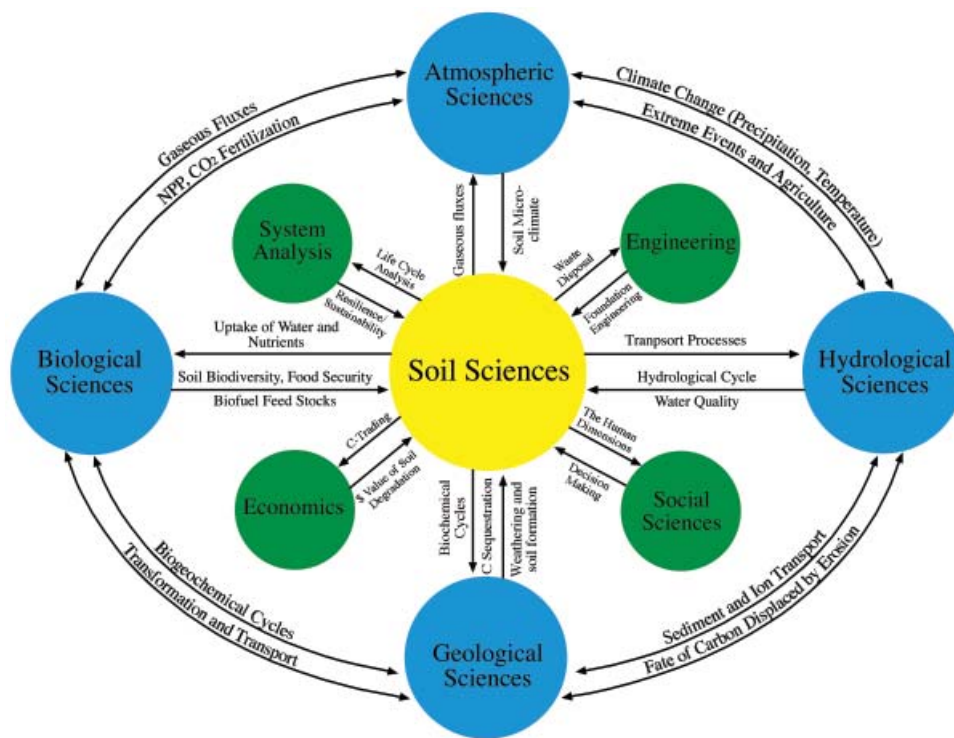 Atmospheric
Sciences
Gaseous Fluxes
NPP, CO₂ Fertilization
Climate Change (Precipitation, Temperature)
Extreme Events and Agriculture
System
Analysis
Life Cycle
Analysis
Resilience/
Sustainability
Gaseous fluxes
Soil Micro-
climate
Engineering
Waste
Disposal
Foundation
Engineering
Biological
Sciences
Uptake of Water and
Nutrients
Soil Biodiversity, Food Security
Biofuel Feed Stocks
Soil Sciences
Tranpsort Processes
Hydrological Cycle
Water Quality
Hydrological
Sciences
Economics
C-Trading
$ Value of Soil
Degradation
Biochemical
Cycles
C Sequestration
Weathering and
soil formation
The Human
Dimensions
Decision
Making
Social
Sciences
Biogeochemical Cycles
Transformation and Transport
Geological
Sciences
Sediment and Ion Transport
Fate of Carbon Displaced by Erosion